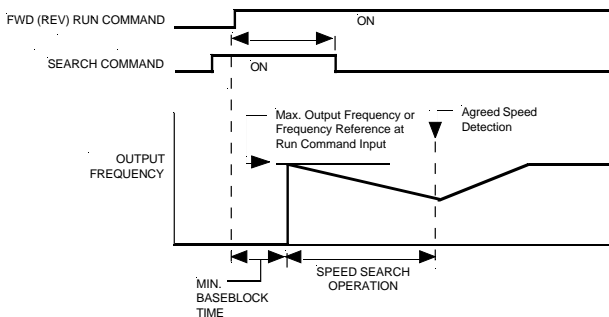 FWD (REV) RUN COMMAND
ON
SEARCH COMMAND
ON
Max. Output Frequency or
Frequency Reference at
Run Command Input
Agreed Speed
Detection
OUTPUT
FREQUENCY
MIN.
BASEBLOCK
TIME
SPEED SEARCH
OPERATION